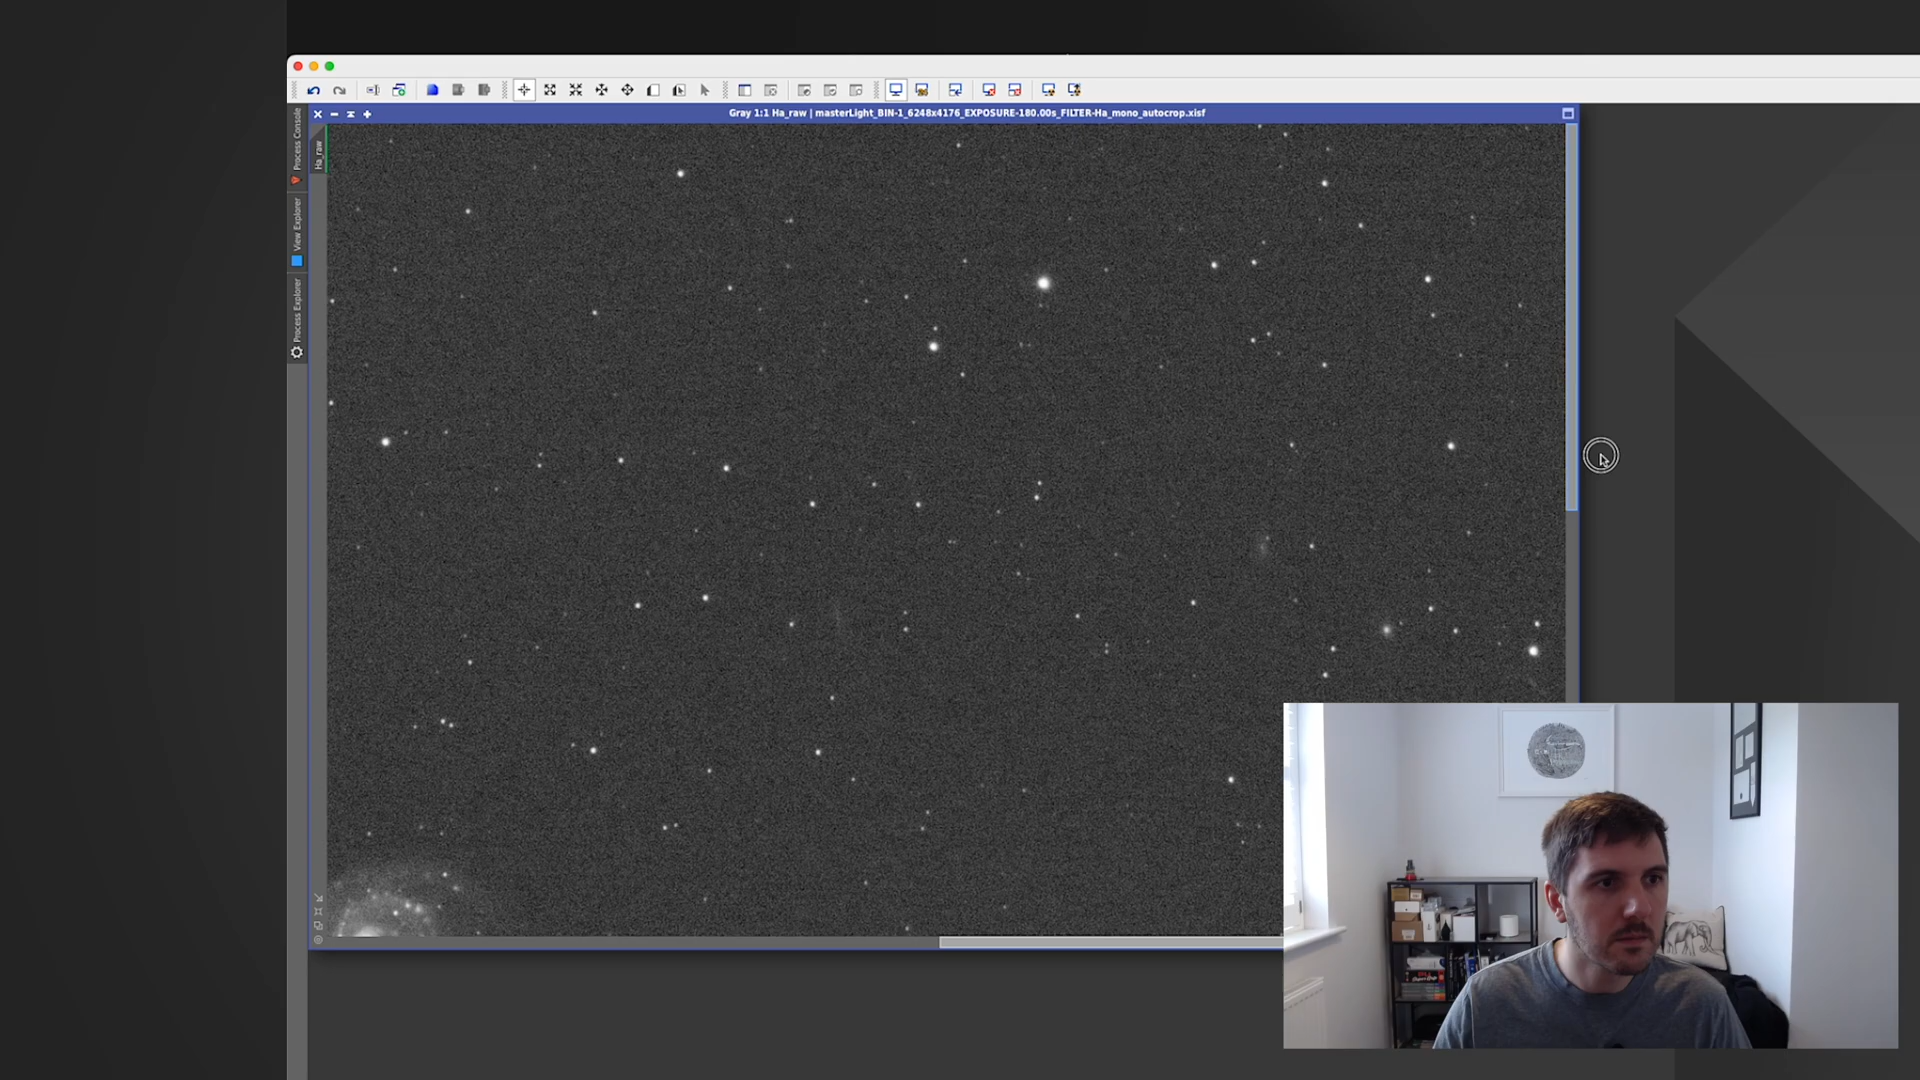 Gray 1:1 Ha_raw | masterLight_BIN-1_6248x4176_EXPOSURE-180.00s_FILTER-Ha_mono_autocrop.xisf
Process Console
Ha_raw
View Explorer
Process Explorer